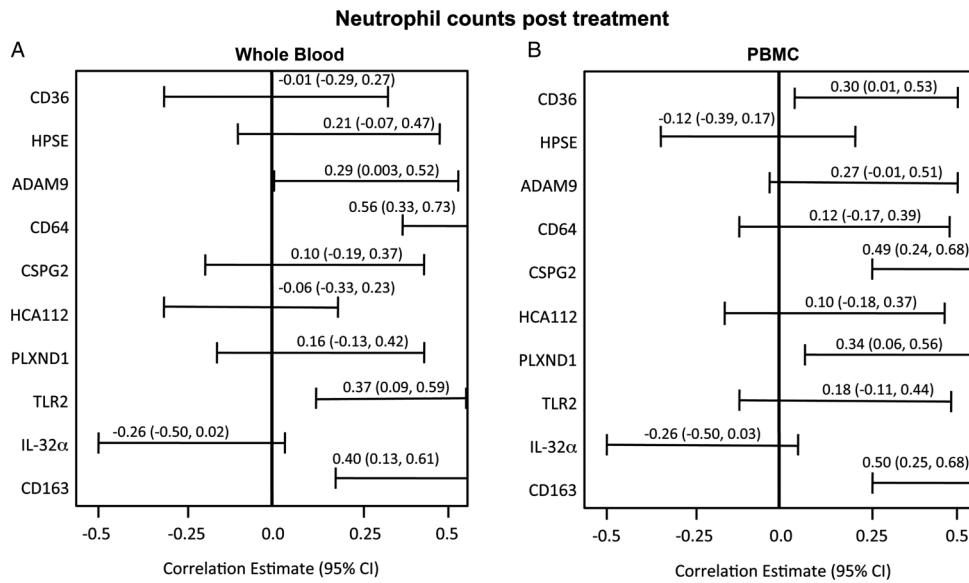 Neutrophil counts post treatment
A
Whole Blood
CD36
-0.01 (-0.29, 0.27)
HPSE
0.21 (-0.07, 0.47)
ADAM9
0.29 (0.003, 0.52)
CD64
0.56 (0.33, 0.73)
CSPG2
0.10 (-0.19, 0.37)
HCA112
-0.06 (-0.33, 0.23)
PLXND1
0.16 (-0.13, 0.42)
TLR2
0.37 (0.09, 0.59)
IL-32α
-0.26 (-0.50, 0.02)
CD163
0.40 (0.13, 0.61)
-0.5 -0.25 0.0 0.25 0.5
Correlation Estimate (95% CI)
B
PBMC
CD36
0.30 (0.01, 0.53)
HPSE
-0.12 (-0.39, 0.17)
ADAM9
0.27 (-0.01, 0.51)
CD64
0.12 (-0.17, 0.39)
CSPG2
0.49 (0.24, 0.68)
HCA112
0.10 (-0.18, 0.37)
PLXND1
0.34 (0.06, 0.56)
TLR2
0.18 (-0.11, 0.44)
IL-32α
-0.26 (-0.50, 0.03)
CD163
0.50 (0.25, 0.68)
-0.5 -0.25 0.0 0.25 0.5
Correlation Estimate (95% CI)